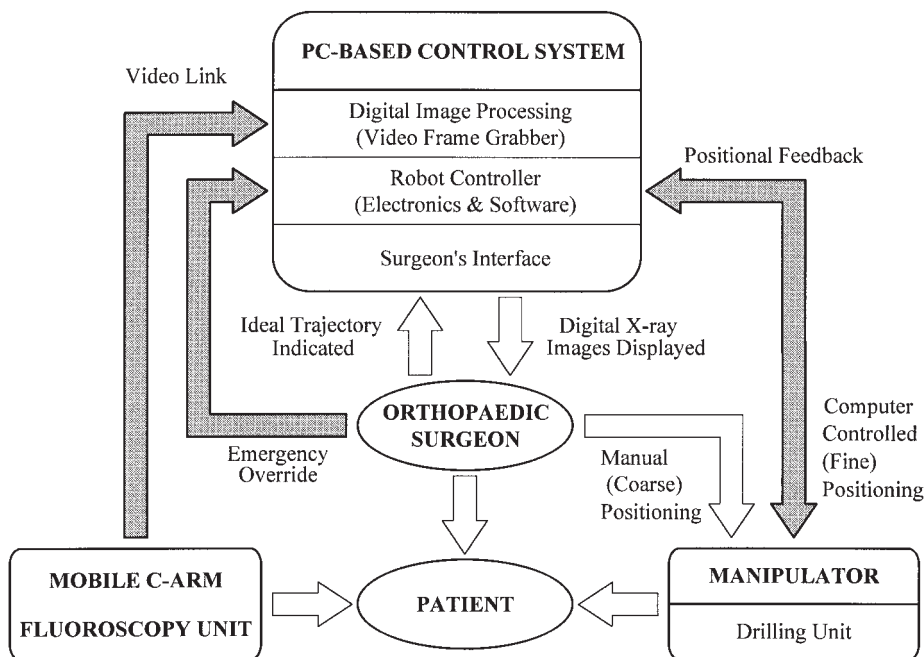 PC-BASED CONTROL SYSTEM
Video Link
Digital Image Processing
(Video Frame Grabber)
Positional Feedback
Robot Controller
(Electronics & Software)
Surgeon's Interface
Ideal Trajectory
Indicated
Digital X-ray
Images Displayed
ORTHOPAEDIC
SURGEON
Emergency
Override
Manual
(Coarse)
Positioning
Computer
Controlled
(Fine)
Positioning
MOBILE C-ARM
FLUOROSCOPY UNIT
PATIENT
MANIPULATOR
Drilling Unit